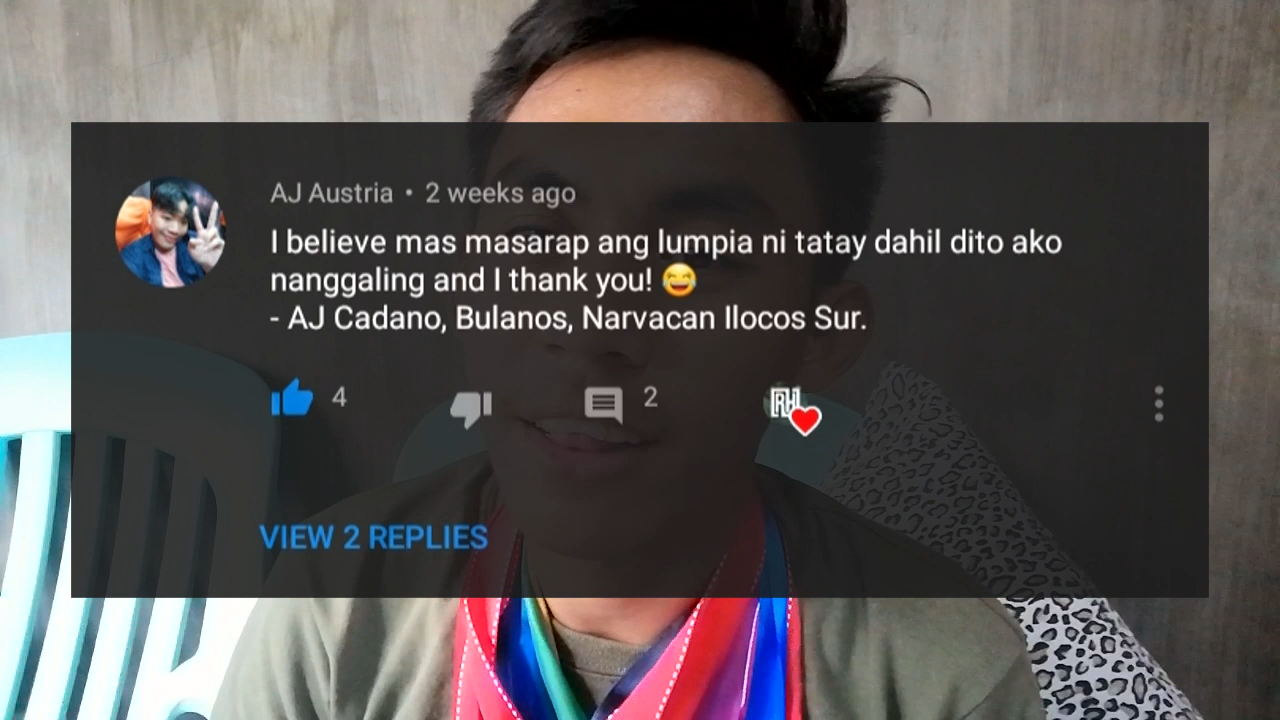 AJ Austria • 2 weeks ago
I believe mas masarap ang lumpia ni tatay dahil dito ako
nanggaling and I thank you! 😂
- AJ Cadano, Bulanos, Narvacan Ilocos Sur.
4 2
VIEW 2 REPLIES